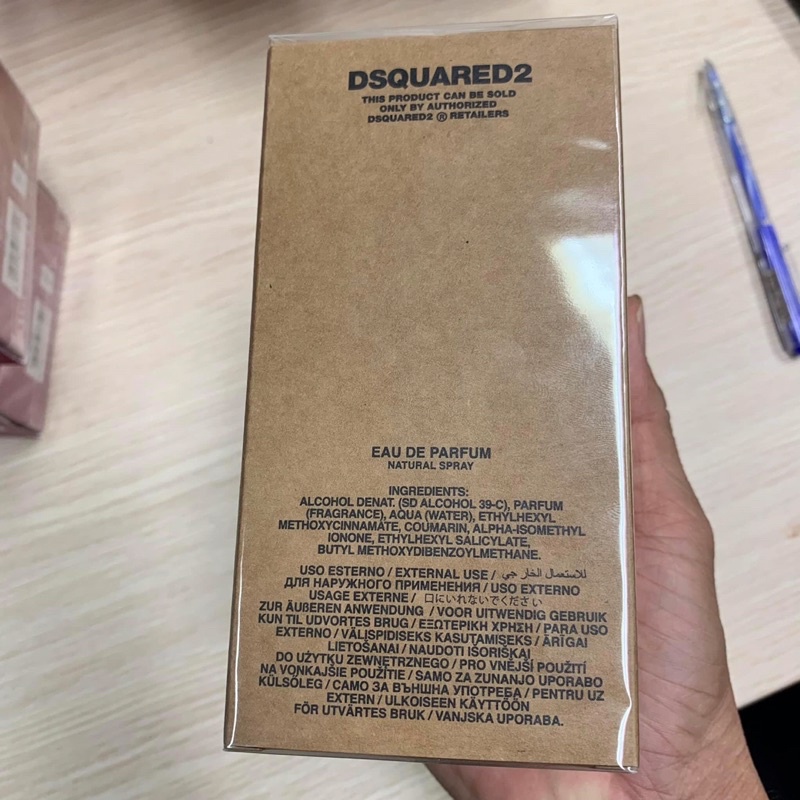 DSQUARED2
THIS PRODUCT CAN BE SOLD
ONLY BY AUTHORIZED
DSQUARED2 ® RETAILERS
EAU DE PARFUM
NATURAL SPRAY
INGREDIENTS:
ALCOHOL DENAT. (SD ALCOHOL 39-C), PARFUM
(FRAGRANCE), AQUA (WATER), ETHYLHEXYL
METHOXYCINNAMATE, COUMARIN, ALPHA-ISOMETHYL
IONONE, ETHYLHEXYL SALICYLATE,
BUTYL METHOXYDIBENZOYLMETHANE.
USO ESTERNO / EXTERNAL USE / للاستعمال الخار جي
ДЛЯ НАРУЖНОГО ПРИМЕНЕНИЯ / USO EXTERNO
USAGE EXTERNE / 口にいれないでください
ZUR ÄUßEREN ANWENDUNG / VOOR UITWENDIG GEBRUIK
KUN TIL UDVORTES BRUG / ΕΞΩΤΕΡΙΚΗ ΧΡΗΣΗ / PARA USO
EXTERNO / VÄLISPIDISEKS KASUTAMISEKS / ĀRĪGAI
LIETOŠANAI / NAUDOTI IŠORIŠKAI
DO UŻYTKU ZEWNĘTRZNEGO / PRO VNĚJŠÍ POUŽITÍ
NA VONKAJŠIE POUŽITIE / SAMO ZA ZUNANJO UPORABO
KÜLSŐLEG / САМО ЗА ВЪНШНА УПОТРЕБА / PENTRU UZ
EXTERN / ULKOISEEN KÄYTTÖÖN
FÖR UTVÄRTES BRUK / VANJSKA UPORABA.